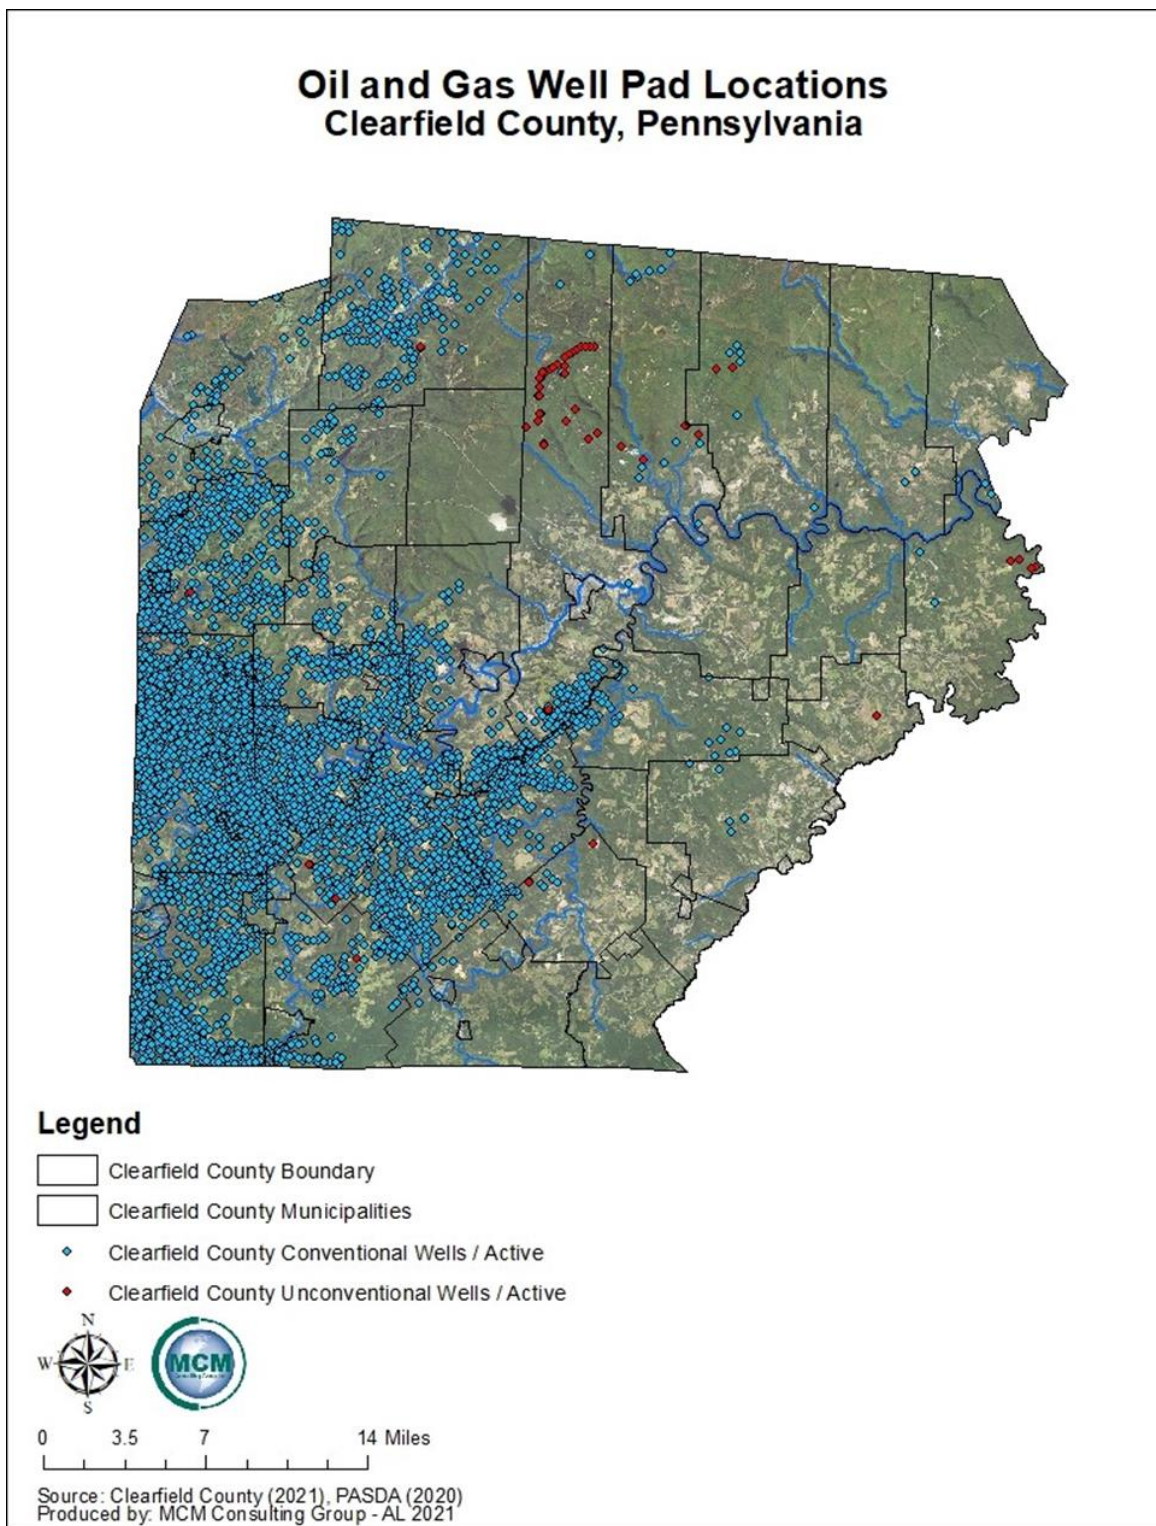 Oil and Gas Well Pad Locations
Clearfield County, Pennsylvania
Legend
Clearfield County Boundary
Clearfield County Municipalities
Clearfield County Conventional Wells / Active
Clearfield County Unconventional Wells / Active
N
W E
S
MCM
0 3.5 7 14 Miles
Source: Clearfield County (2021), PASDA (2020)
Produced by: MCM Consulting Group - AL 2021